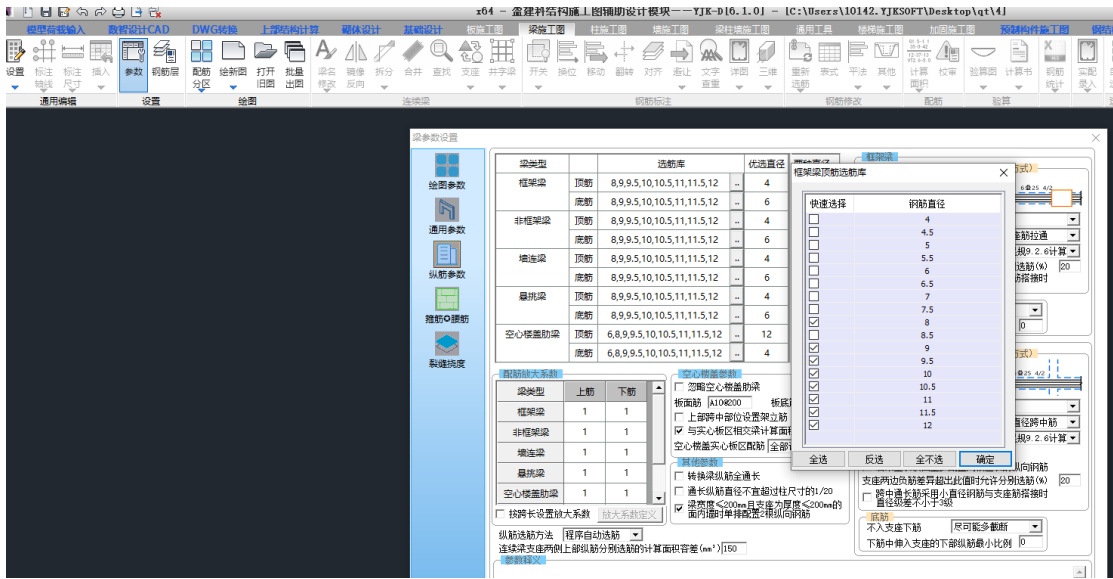 x64 - 盈建科结构施工图辅助设计模块---YJK-D[6.1.0] - [C:\Users\10142.YJKSOFT\Desktop\qt\4]
模型荷载输入 数智设计CAD DWG转换 上部结构计算 砌体设计 基础设计 板施工图 梁施工图 柱施工图 墙施工图 梁柱墙施工图 通用工具 楼梯施工图 加固施工图 预制构件施工图
设置 标注轴线 标注尺寸 插入 参数 钢筋层 配筋分区 绘新图 打开旧图 批量出图 梁名修改 镜像反向 拆分 合并 查找 支座 井字梁 开关 换位 移动 翻转 对齐 避让 文字避重 详图 三维 重新选筋 表式 平法 其他 计算面积 校审 验算图 计算书 钢筋统计 实配录入
通用编辑 设置 绘图 连续梁 钢筋标注 钢筋修改 配筋 验算
梁参数设置
绘图参数
通用参数
纵筋参数
箍筋&腰筋
裂缝挠度
梁类型 选筋库 优选直径
框架梁 顶筋 8,9,9.5,10,10.5,11,11.5,12 .. 4
底筋 8,9,9.5,10,10.5,11,11.5,12 .. 6
非框架梁 顶筋 8,9,9.5,10,10.5,11,11.5,12 .. 4
底筋 8,9,9.5,10,10.5,11,11.5,12 .. 6
墙连梁 顶筋 8,9,9.5,10,10.5,11,11.5,12 .. 4
底筋 8,9,9.5,10,10.5,11,11.5,12 .. 6
悬挑梁 顶筋 8,9,9.5,10,10.5,11,11.5,12 .. 4
底筋 8,9,9.5,10,10.5,11,11.5,12 .. 6
空心楼盖肋梁 顶筋 6,8,9,9.5,10,10.5,11,11.5,12 .. 12
底筋 6,8,9,9.5,10,10.5,11,11.5,12 .. 4
配筋放大系数
梁类型 上筋 下筋
框架梁 1 1
非框架梁 1 1
墙连梁 1 1
悬挑梁 1 1
空心楼盖肋梁 1 1
按跨长设置放大系数 放大系数定义
纵筋选筋方法 程序自动选筋
连续梁支座两侧上部纵筋分别选筋的计算面积容差(mm²) 150
参数释义
空心楼盖参数
忽略空心楼盖肋梁
板面筋 A10@200 板底
上部跨中部位设置架立筋
与实心板区相交梁计算面
空心楼盖实心板区配筋 全部
其他参数
转换梁纵筋全通长
通长纵筋直径不宜超过柱尺寸的1/20
梁宽度≤200mm且支座为厚度≤200mm的
面内墙时单排配置2根纵向钢筋
框架梁顶筋选筋库
快速选择 钢筋直径
4
4.5
5
5.5
6
6.5
7
7.5
8
8.5
9
9.5
10
10.5
11
11.5
12
全选 反选 全不选 确定
框架梁
方式)
座筋拉通
规9.2.6计算
选筋(%) 20
筋搭接时
0
方式)
直径跨中筋
规9.2.6计算
向钢筋
支座两边负筋差异超出此值时允许分别选筋(%) 20
跨中通长筋采用小直径钢筋与支座筋搭接时
直径级差不小于3级
底筋
不入支座下筋 尽可能多截断
下筋中伸入支座的下部纵筋最小比例 0